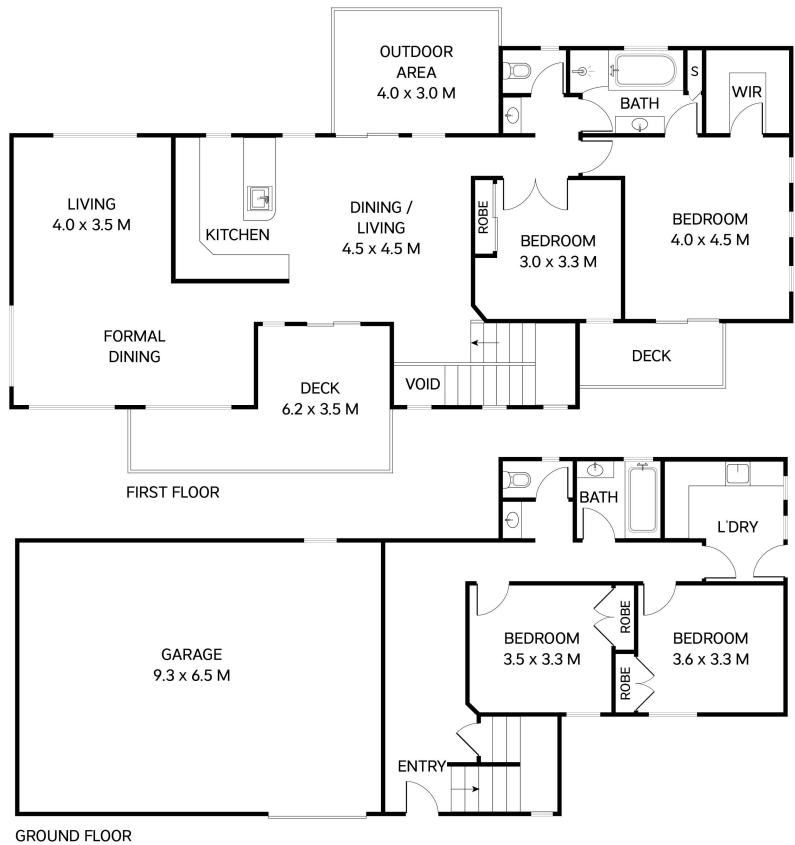 OUTDOOR
AREA
4.0 x 3.0 M
S
WIR
BATH
LIVING
4.0 x 3.5 M
KITCHEN
DINING /
LIVING
4.5 x 4.5 M
ROBE
BEDROOM
3.0 x 3.3 M
BEDROOM
4.0 x 4.5 M
FORMAL
DINING
DECK
6.2 x 3.5 M
VOID
DECK
FIRST FLOOR
BATH
L'DRY
GARAGE
9.3 x 6.5 M
BEDROOM
3.5 x 3.3 M
ROBE
ROBE
BEDROOM
3.6 x 3.3 M
ENTRY
GROUND FLOOR